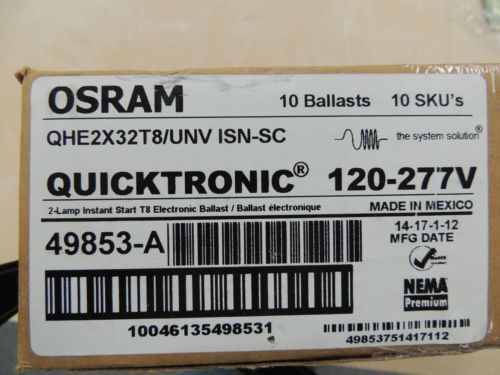 OSRAM 10 Ballasts 10 SKU's
QHE2X32T8/UNV ISN-SC the system solution®
QUICKTRONIC® 120-277V
2-Lamp Instant Start T8 Electronic Ballast / Ballast électronique MADE IN MEXICO
49853-A 14-17-1-12
MFG DATE
NEMA
Premium
10046135498531 49853751417112